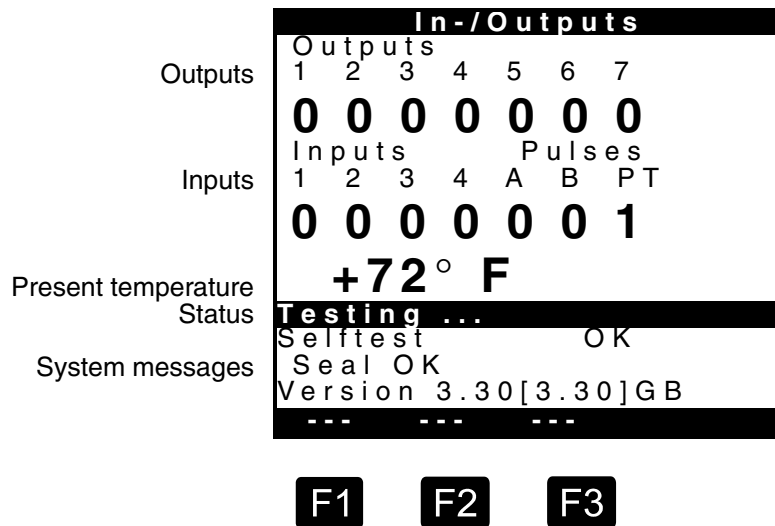 In-/Outputs
Outputs
Outputs 1 2 3 4 5 6 7
0 0 0 0 0 0 0
Inputs Pulses
Inputs 1 2 3 4 A B PT
0 0 0 0 0 0 1
Present temperature +72° F
Status Testing ...
Selftest OK
System messages Seal OK
Version 3.30[3.30]GB
--- --- ---
F1 F2 F3